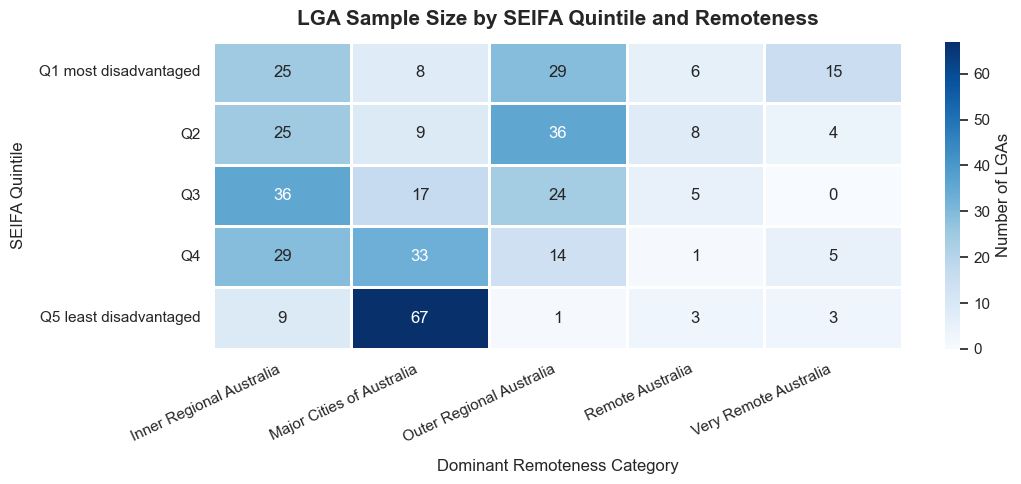 LGA Sample Size by SEIFA Quintile and Remoteness
SEIFA Quintile
Q1 most disadvantaged 25 8 29 6 15
Q2 25 9 36 8 4
Q3 36 17 24 5 0
Q4 29 33 14 1 5
Q5 least disadvantaged 9 67 1 3 3
Inner Regional Australia
Major Cities of Australia
Outer Regional Australia
Remote Australia
Very Remote Australia
Dominant Remoteness Category
60
50
40
30
20
10
0
Number of LGAs